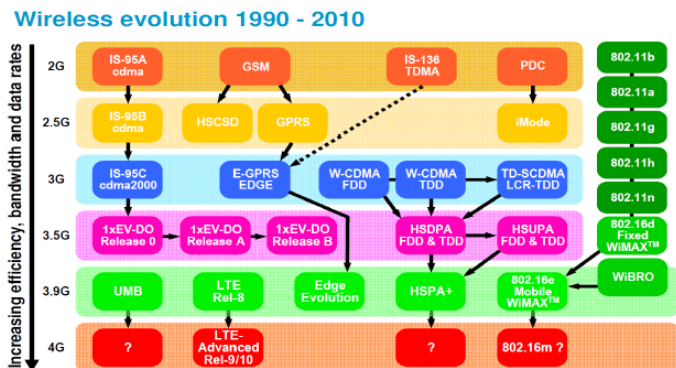 Wireless evolution 1990 - 2010
Increasing efficiency, bandwidth and data rates
2G
IS-95A
cdma
GSM
IS-136
TDMA
PDC
802.11b
802.11a
2.5G
IS-95B
cdma
HSCSD
GPRS
iMode
802.11g
802.11h
3G
IS-95C
cdma2000
E-GPRS
EDGE
W-CDMA
FDD
W-CDMA
TDD
TD-SCDMA
LCR-TDD
802.11n
3.5G
1xEV-DO
Release 0
1xEV-DO
Release A
1xEV-DO
Release B
HSDPA
FDD & TDD
HSUPA
FDD & TDD
802.16d
Fixed
WiMAX™
3.9G
UMB
LTE
Rel-8
Edge
Evolution
HSPA+
802.16e
Mobile
WiMAX™
WiBRO
4G
?
LTE-
Advanced
Rel-9/10
?
802.16m ?